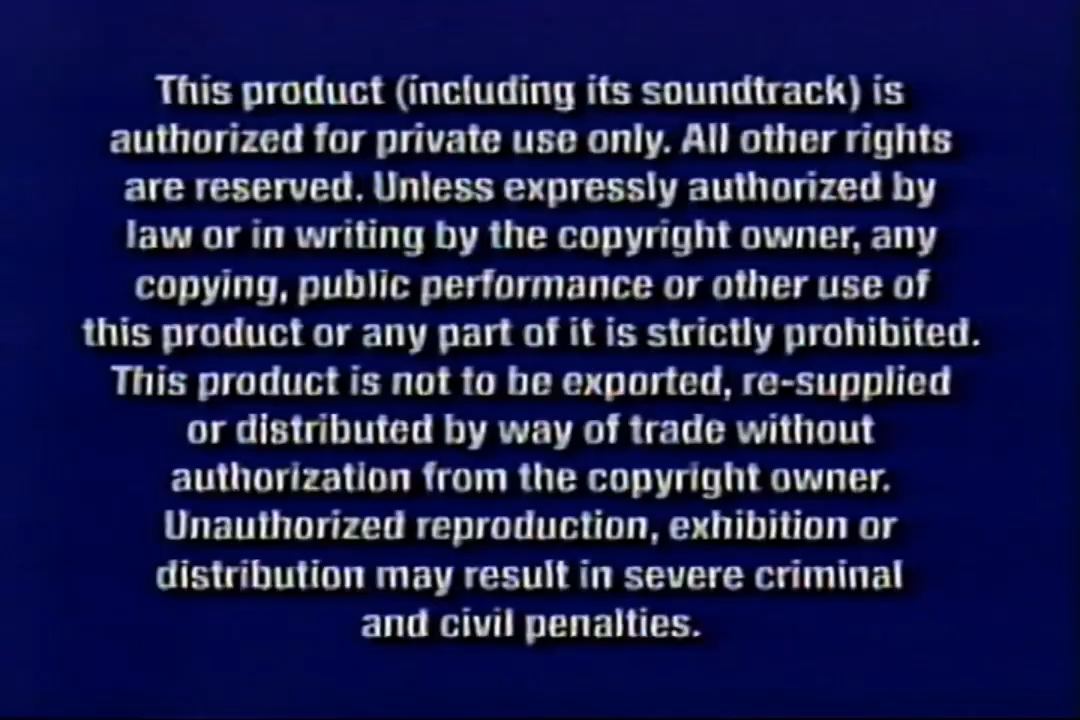 This product (including its soundtrack) is
authorized for private use only. All other rights
are reserved. Unless expressly authorized by
law or in writing by the copyright owner, any
copying, public performance or other use of
this product or any part of it is strictly prohibited.
This product is not to be exported, re-supplied
or distributed by way of trade without
authorization from the copyright owner.
Unauthorized reproduction, exhibition or
distribution may result in severe criminal
and civil penalties.